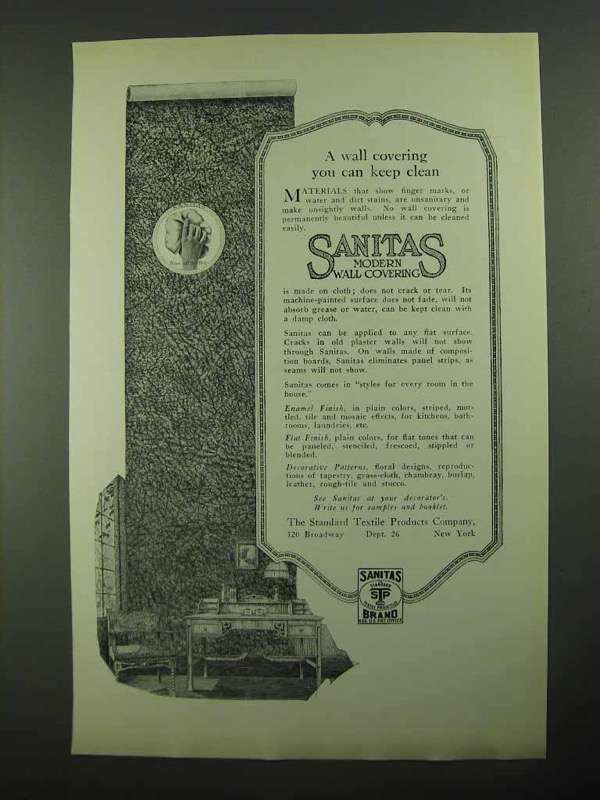 A wall covering
you can keep clean
MATERIALS that show finger marks, or
water and dirt stains, are unsanitary and
make unsightly walls. No wall covering is
permanently beautiful unless it can be cleaned
easily.
SANITAS
MODERN
WALL COVERING
is made on cloth; does not crack or tear. Its
machine-painted surface does not fade, will not
absorb grease or water, can be kept clean with
a damp cloth.
Sanitas can be applied to any flat surface.
Cracks in old plaster walls will not show
through Sanitas. On walls made of composi-
tion boards, Sanitas eliminates panel strips, as
seams will not show.
Sanitas comes in "styles for every room in the
house."
Enamel Finish, in plain colors, striped, mot-
tled, tile and mosaic effects, for kitchens, bath-
rooms, laundries, etc.
Flat Finish, plain colors, for flat tones that can
be paneled, stenciled, frescoed, stippled or
blended.
Decorative Patterns, floral designs, reproduc-
tions of tapestry, grass-cloth, chambray, burlap,
leather, rough-tile and stucco.
See Sanitas at your decorator's.
Write us for samples and booklet.
The Standard Textile Products Company,
320 Broadway Dept. 26 New York
SANITAS
STANDARD
STP
TEXTILE PRODUCTS
BRAND
REG. U.S. PAT. OFFICE